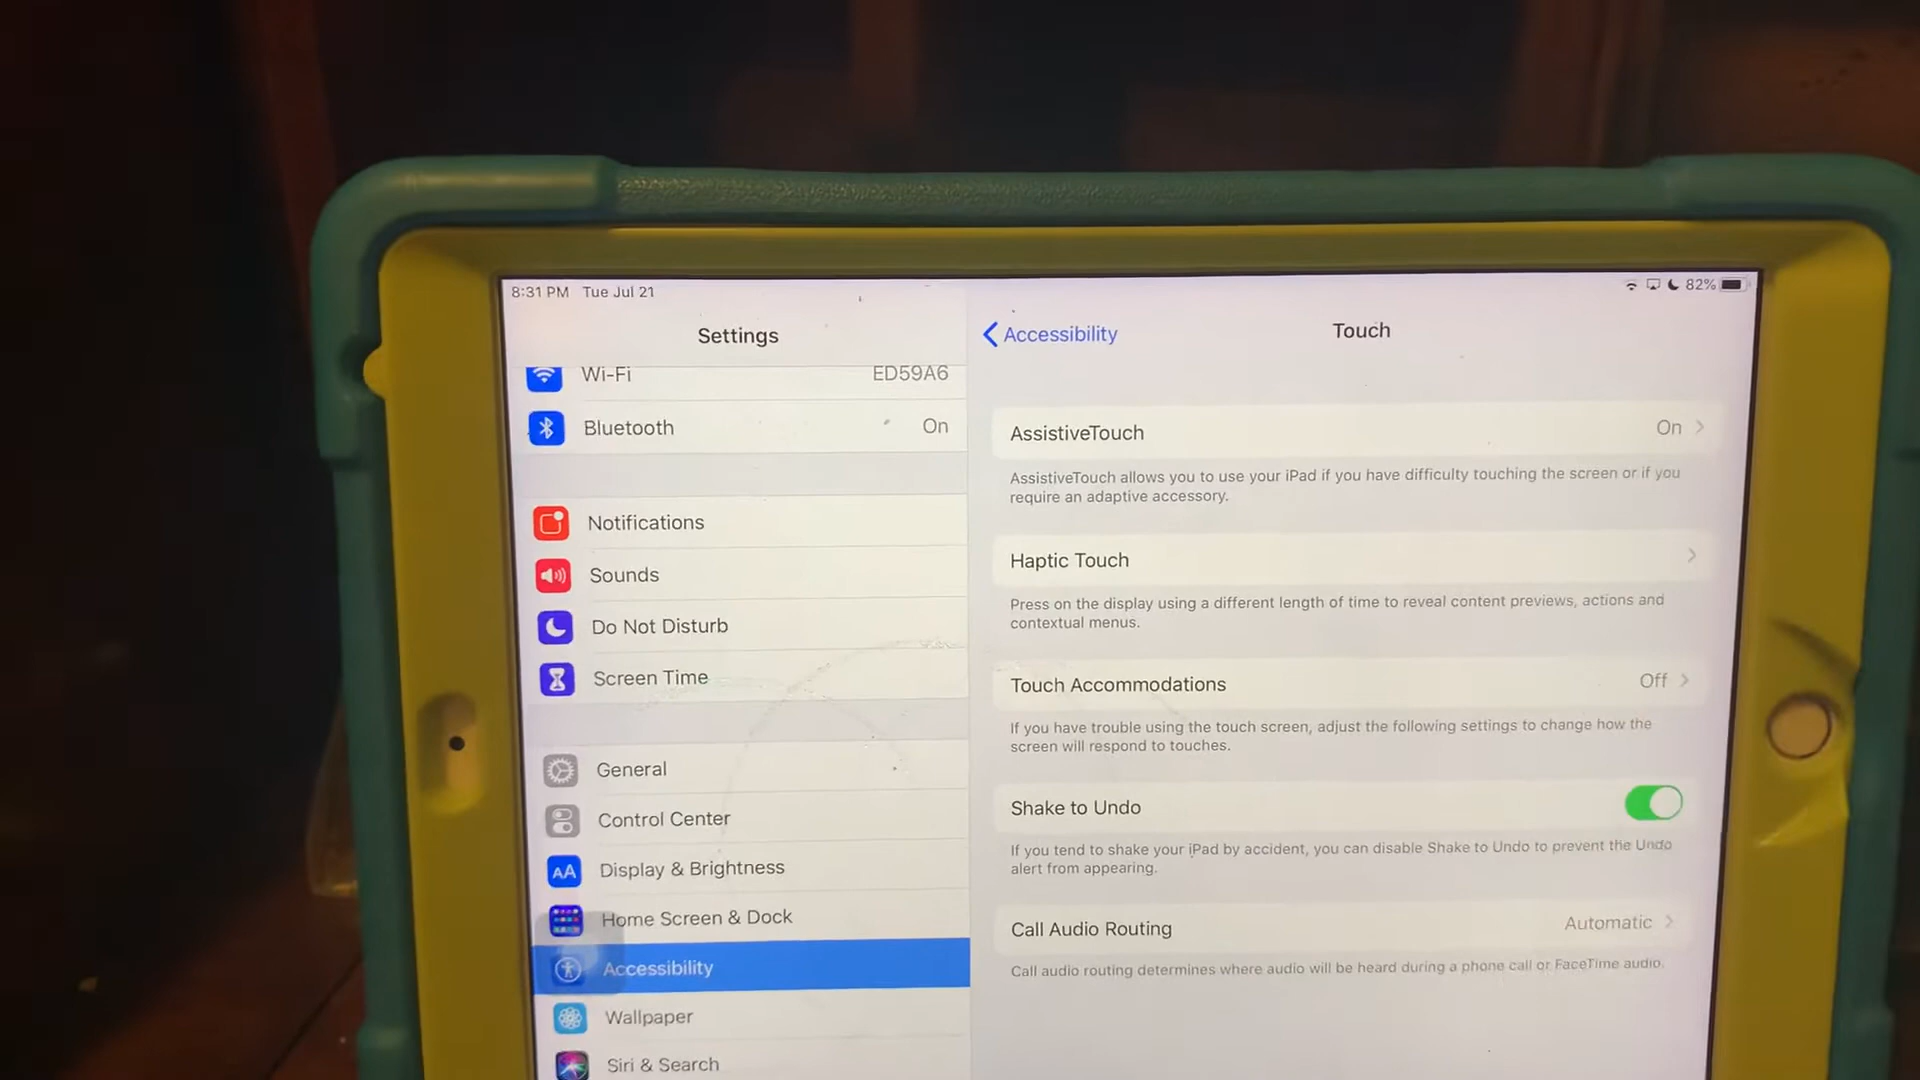 8:31 PM Tue Jul 21
82%
Settings
Wi-Fi
ED59A6
Bluetooth
On
Notifications
Sounds
Do Not Disturb
Screen Time
General
Control Center
AA
Display & Brightness
Home Screen & Dock
Accessibility
Wallpaper
Siri & Search
Accessibility
Touch
AssistiveTouch
On
AssistiveTouch allows you to use your iPad if you have difficulty touching the screen or if you
require an adaptive accessory.
Haptic Touch
Press on the display using a different length of time to reveal content previews, actions and
contextual menus.
Touch Accommodations
Off
If you have trouble using the touch screen, adjust the following settings to change how the
screen will respond to touches.
Shake to Undo
If you tend to shake your iPad by accident, you can disable Shake to Undo to prevent the Undo
alert from appearing.
Call Audio Routing
Automatic
Call audio routing determines where audio will be heard during a phone call or FaceTime audio.